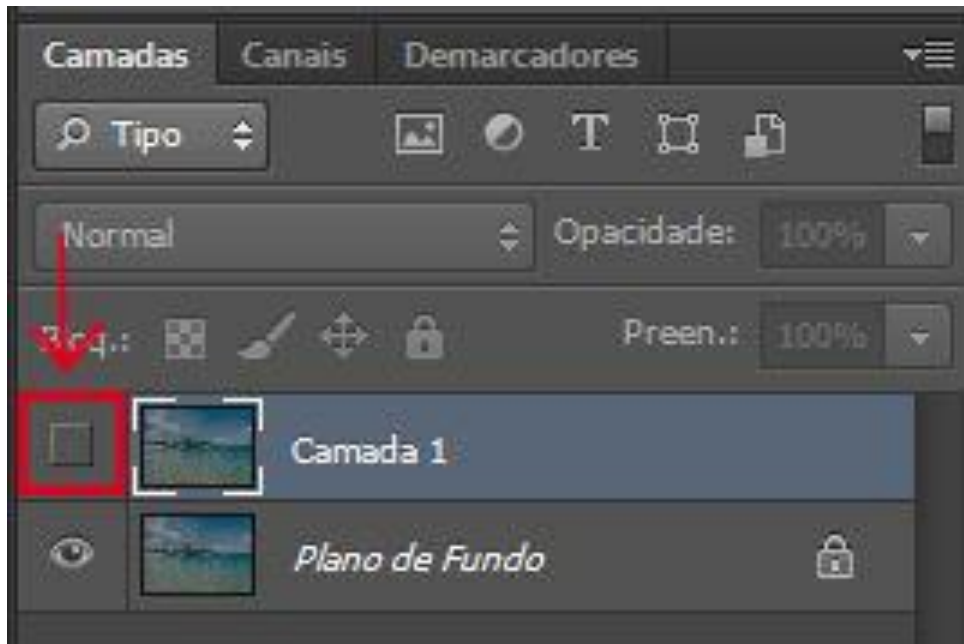 Camadas Canais Demarcadores
Tipo T
Normal Opacidade: 100%
Preen.: 100%
Camada 1
Plano de Fundo